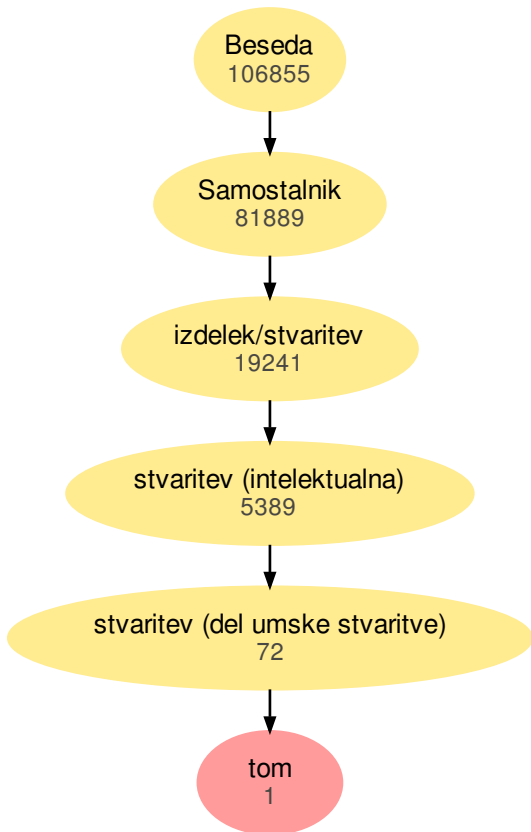 Beseda
106855
Samostalnik
81889
izdelek/stvaritev
19241
stvaritev (intelektualna)
5389
stvaritev (del umske stvaritve)
72
tom
1